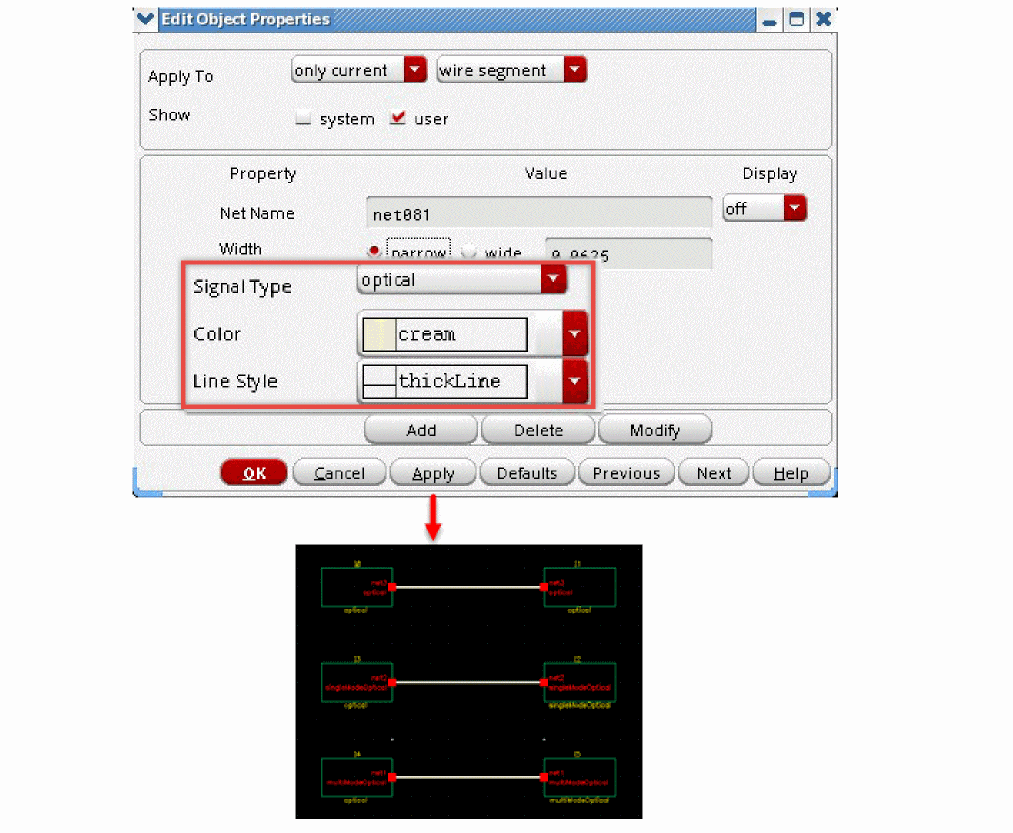 Edit Object Properties
Apply To only current wire segment
Show system user
Property Value Display
Net Name net081 off
Width narrow wide 0.0625
Signal Type optical
Color cream
Line Style thickLine
Add Delete Modify
OK Cancel Apply Defaults Previous Next Help
I1
net3 net3
optical optical
optical optical
I3 I2
net2 net2
singleModeOptical singleModeOptical
optical singleModeOptical
I4 I5
net1 net1
multiModeOptical multiModeOptical
optical multiModeOptical